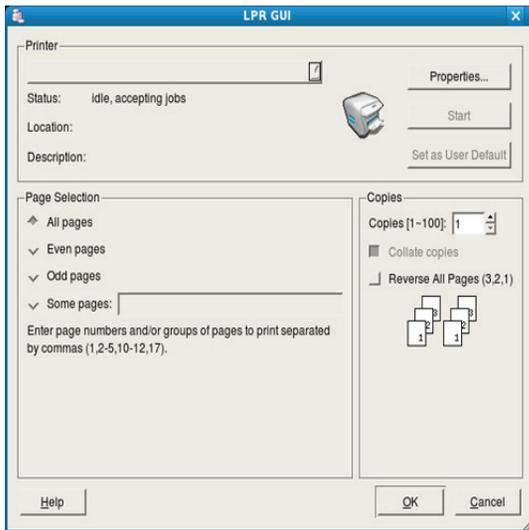 LPR GUI
Printer
Properties...
Status: idle, accepting jobs
Start
Location:
Set as User Default
Description:
Page Selection
All pages
Even pages
Odd pages
Some pages:
Enter page numbers and/or groups of pages to print separated
by commas (1,2-5,10-12,17).
Copies
Copies [1~100]: 1
Collate copies
Reverse All Pages (3,2,1)
3 3
2 2
1 1
Help
OK
Cancel